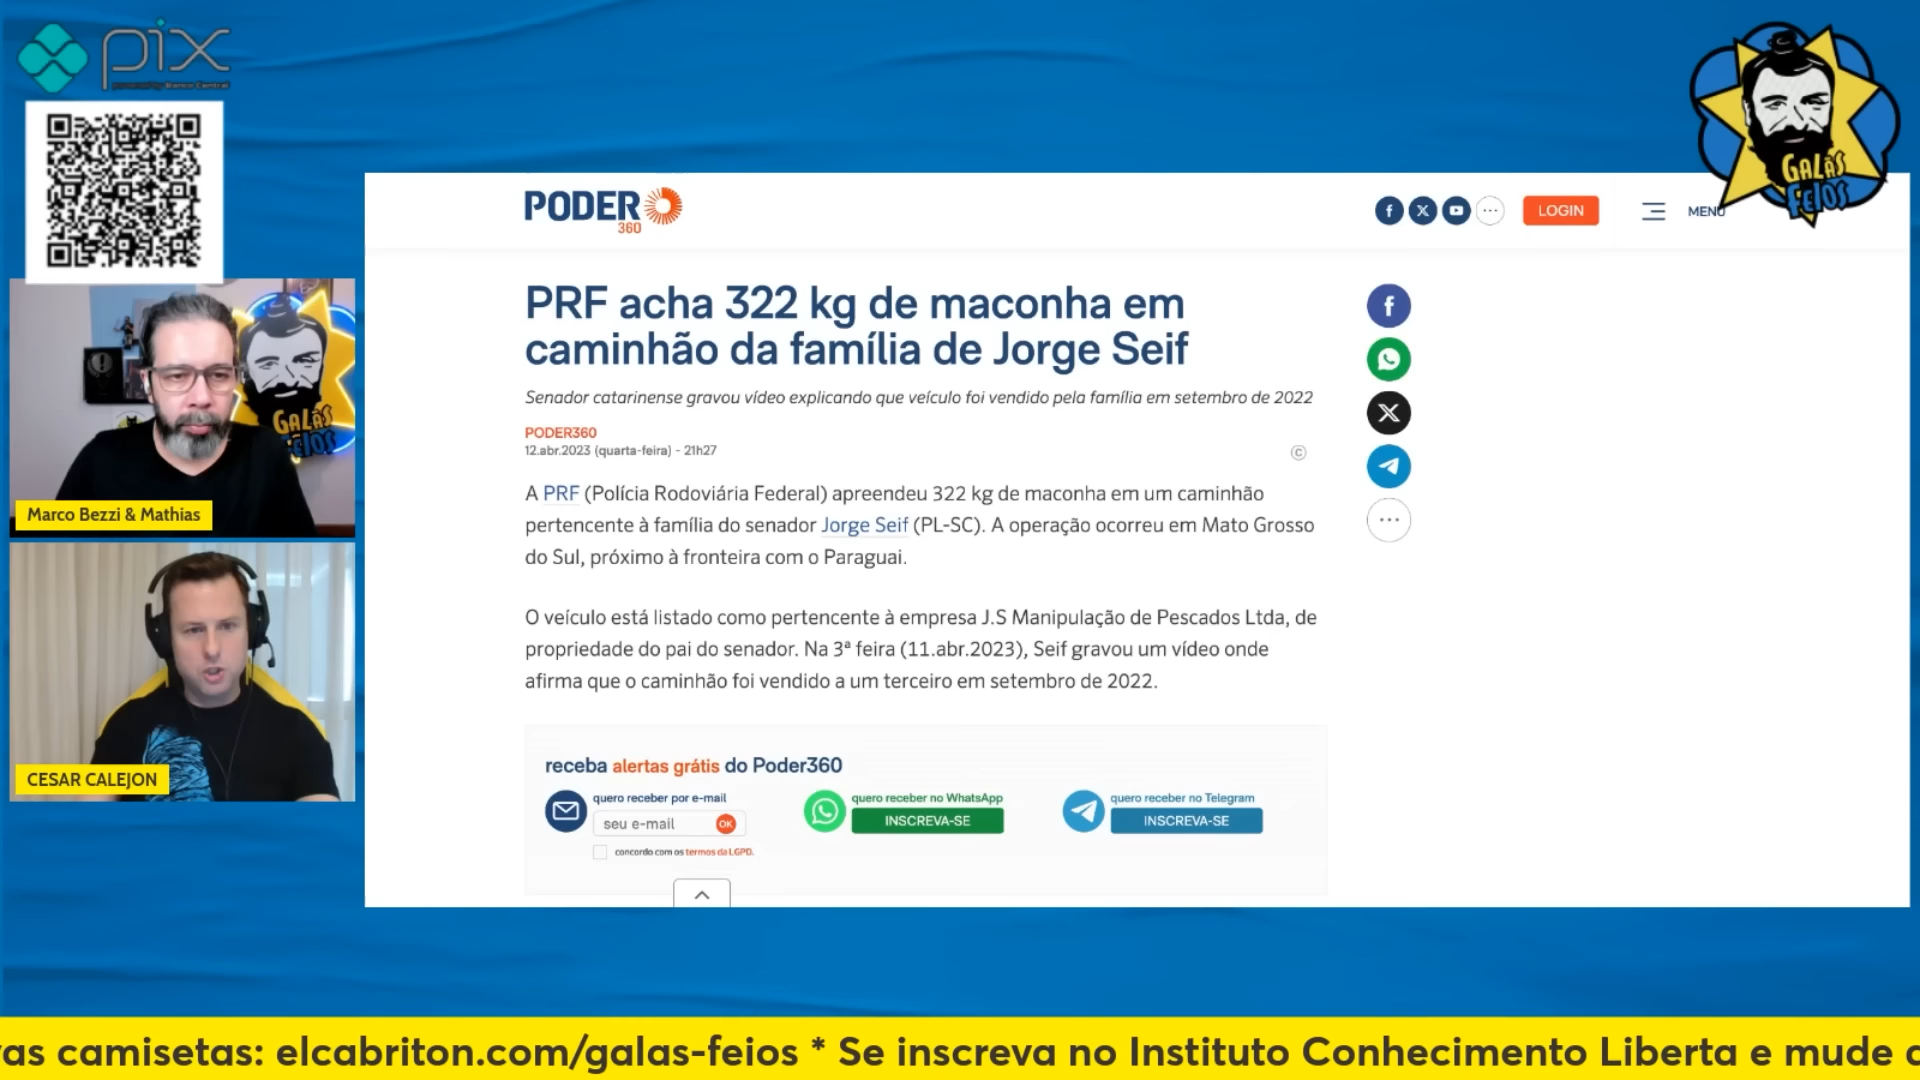 pix
powered by Banco Central
GALÃS
FEIOS
PODER
360
LOGIN
MENU
PRF acha 322 kg de maconha em
caminhão da família de Jorge Seif
Senador catarinense gravou vídeo explicando que veículo foi vendido pela família em setembro de 2022
PODER360
12.abr.2023 (quarta-feira) - 21h27
A PRF (Polícia Rodoviária Federal) apreendeu 322 kg de maconha em um caminhão
pertencente à família do senador Jorge Seif (PL-SC). A operação ocorreu em Mato Grosso
do Sul, próximo à fronteira com o Paraguai.
O veículo está listado como pertencente à empresa J.S Manipulação de Pescados Ltda, de
propriedade do pai do senador. Na 3ª feira (11.abr.2023), Seif gravou um vídeo onde
afirma que o caminhão foi vendido a um terceiro em setembro de 2022.
receba alertas grátis do Poder360
quero receber por e-mail
seu e-mail OK
concordo com os termos da LGPD.
quero receber no WhatsApp
INSCREVA-SE
quero receber no Telegram
INSCREVA-SE
GALÃS
FEIOS
Marco Bezzi & Mathias
CESAR CALEJON
vas camisetas: elcabriton.com/galas-feios * Se inscreva no Instituto Conhecimento Liberta e mude